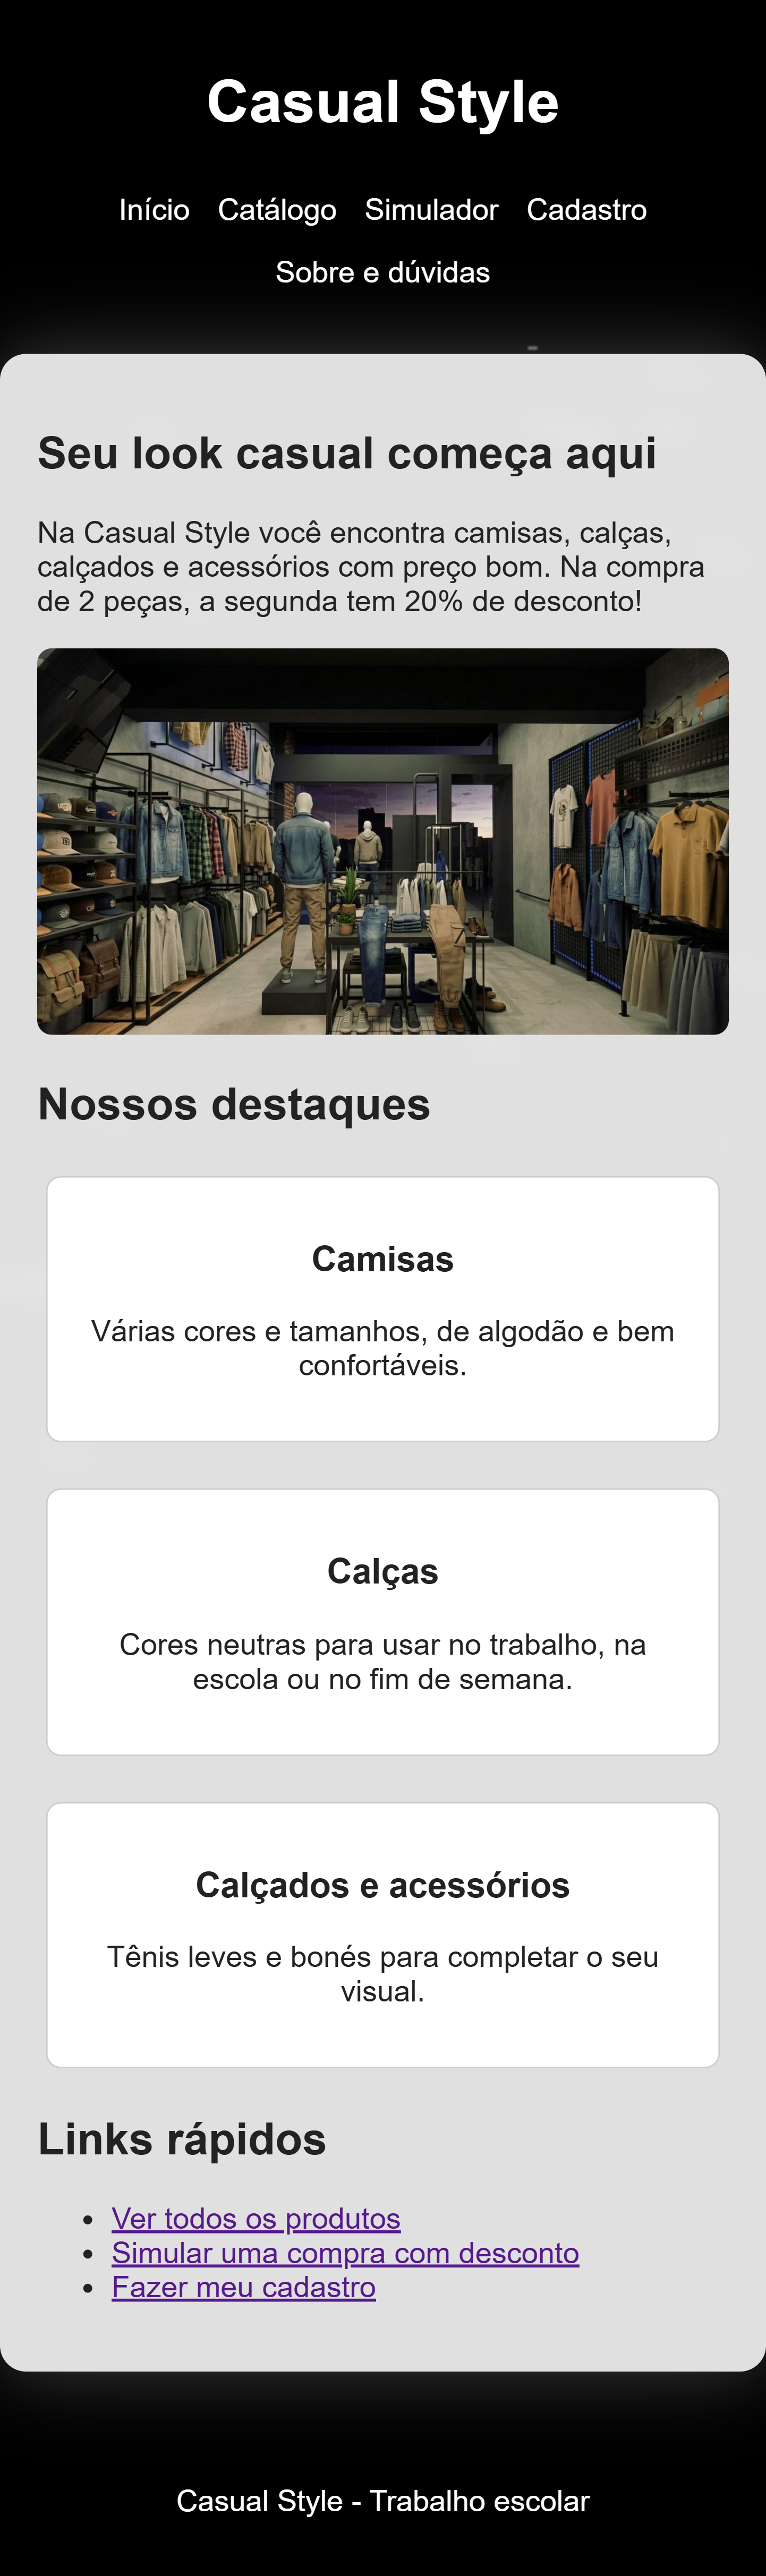 Casual Style
Início Catálogo Simulador Cadastro
Sobre e dúvidas
Seu look casual começa aqui
Na Casual Style você encontra camisas, calças,
calçados e acessórios com preço bom. Na compra
de 2 peças, a segunda tem 20% de desconto!
Nossos destaques
Camisas
Várias cores e tamanhos, de algodão e bem
confortáveis.
Calças
Cores neutras para usar no trabalho, na
escola ou no fim de semana.
Calçados e acessórios
Tênis leves e bonés para completar o seu
visual.
Links rápidos
• Ver todos os produtos
• Simular uma compra com desconto
• Fazer meu cadastro
Casual Style - Trabalho escolar